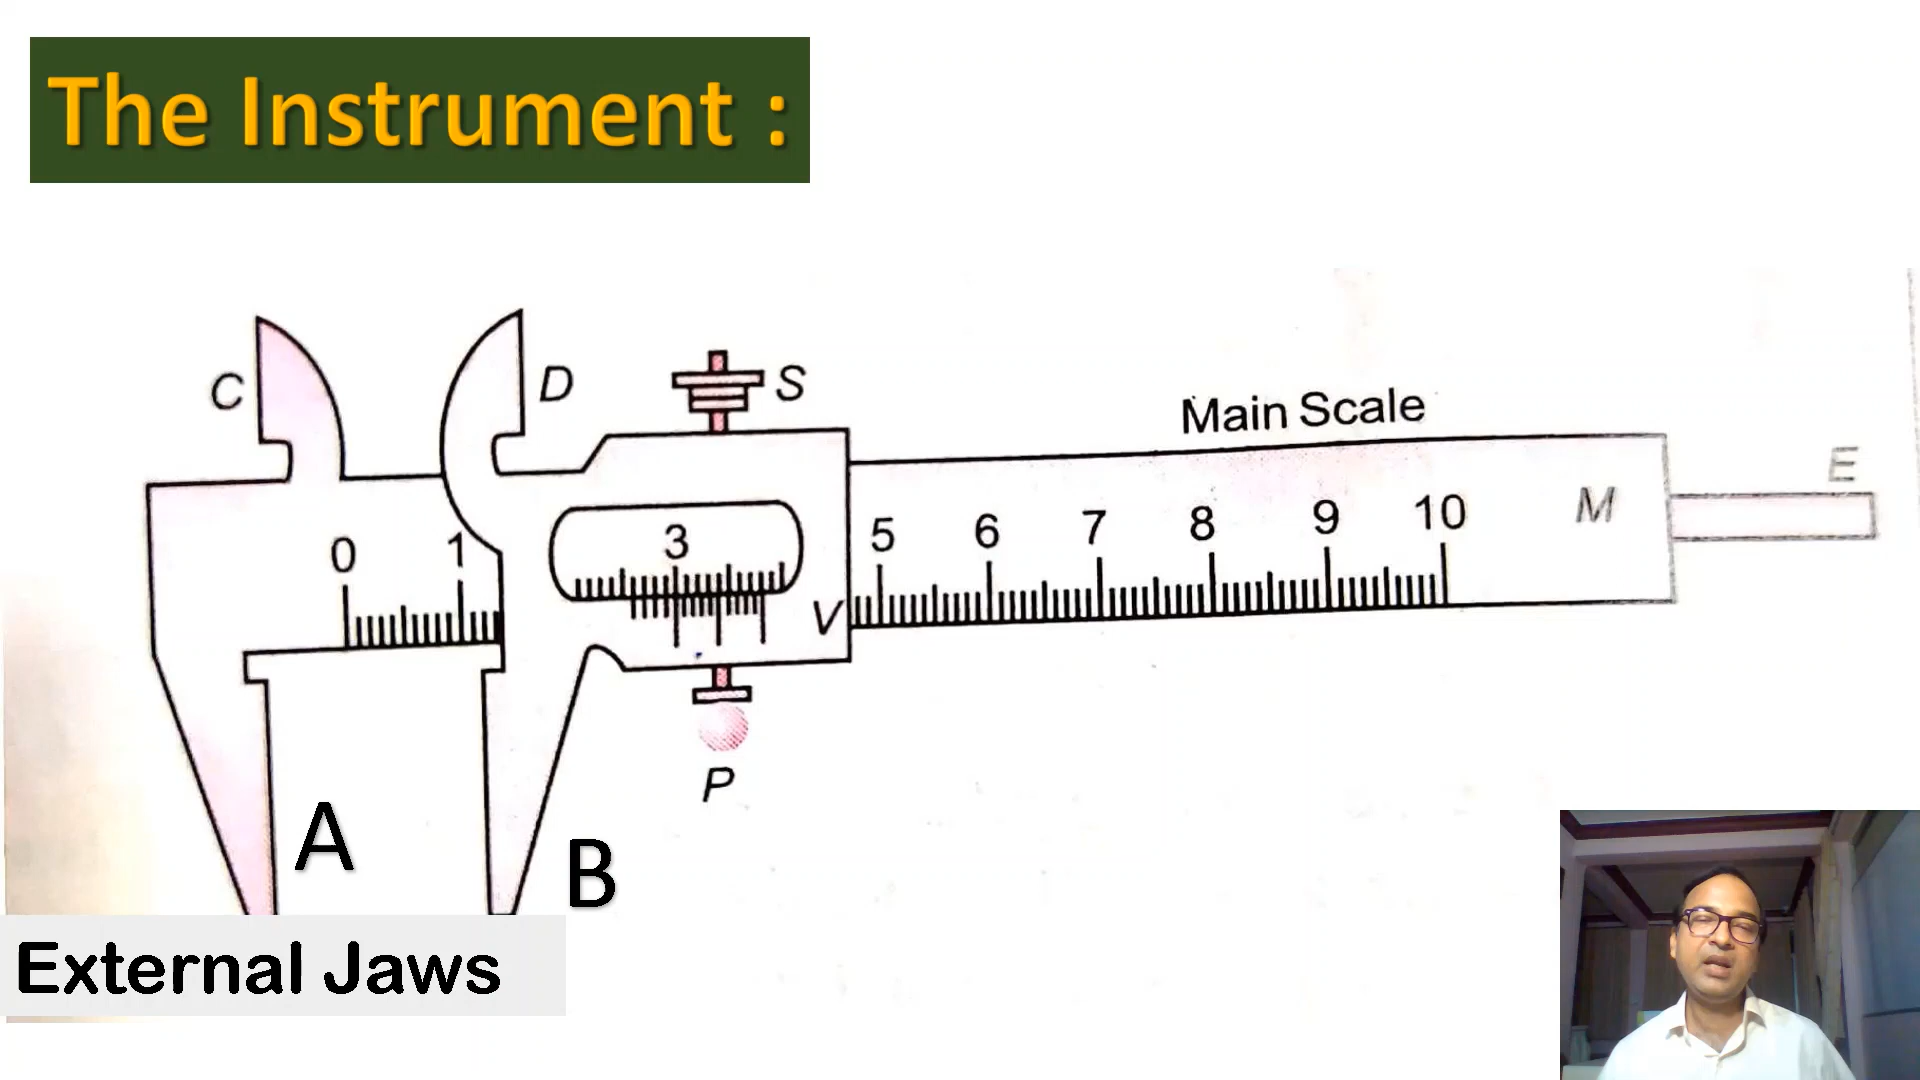 The Instrument :
C
D
S
Main Scale
E
0
1
3
5
6
7
8
9
10
M
V
P
A
B
External Jaws